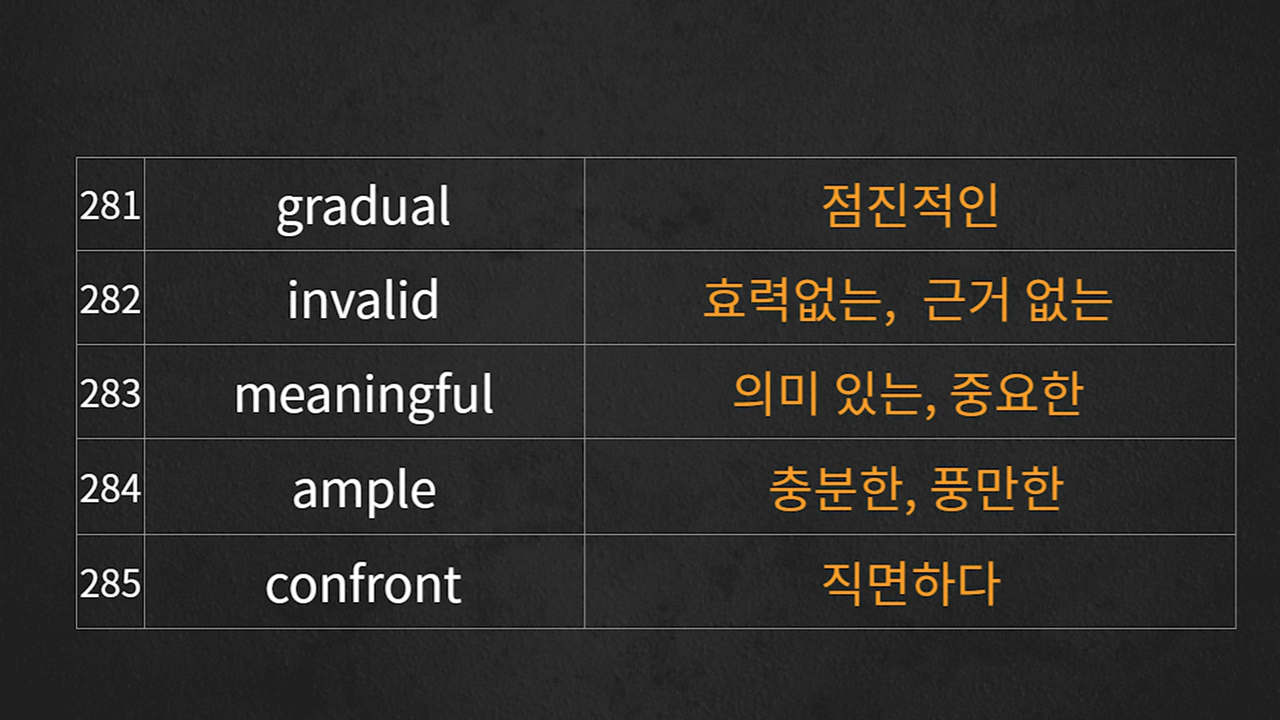 281 gradual 점진적인
282 invalid 효력없는, 근거 없는
283 meaningful 의미 있는, 중요한
284 ample 충분한, 풍만한
285 confront 직면하다